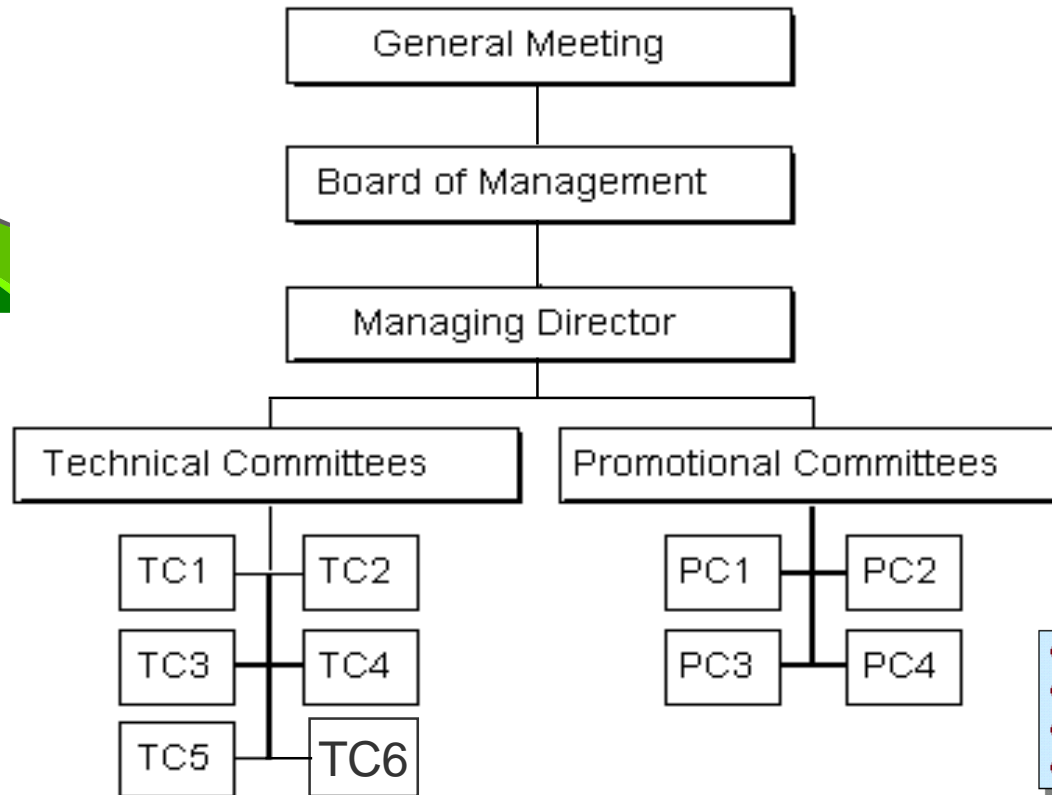 General Meeting
Board of Management
Managing Director
Technical Committees
Promotional Committees
TC1
TC2
TC3
TC4
TC5
TC6
PC1
PC2
PC3
PC4